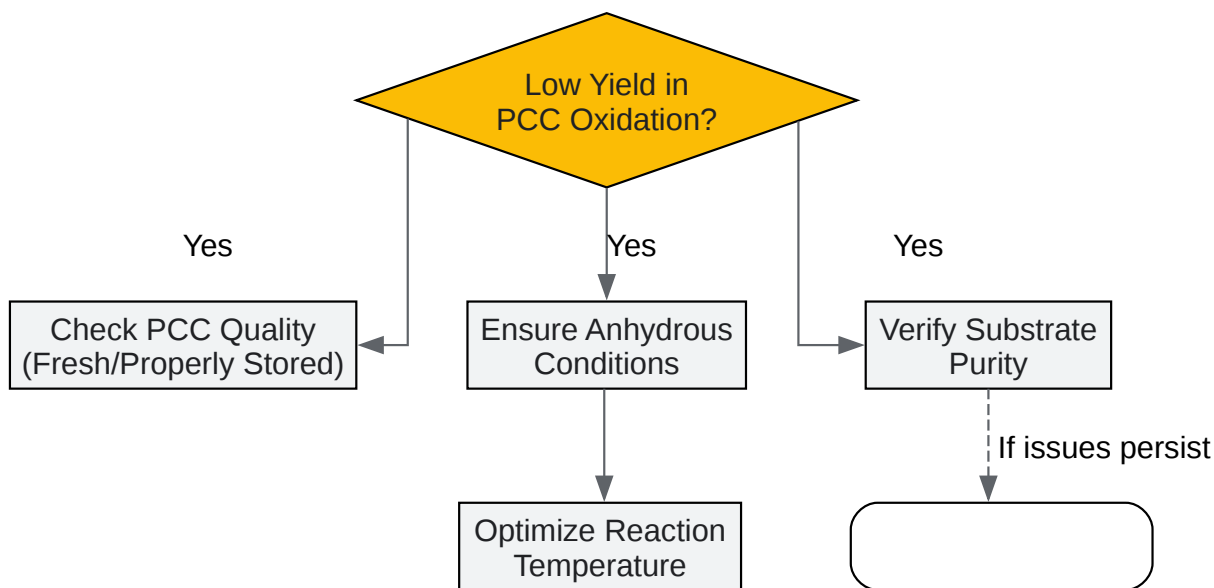 Low Yield in
PCC Oxidation?
Yes
Yes
Yes
Check PCC Quality
(Fresh/Properly Stored)
Ensure Anhydrous
Conditions
Verify Substrate
Purity
If issues persist
Optimize Reaction
Temperature